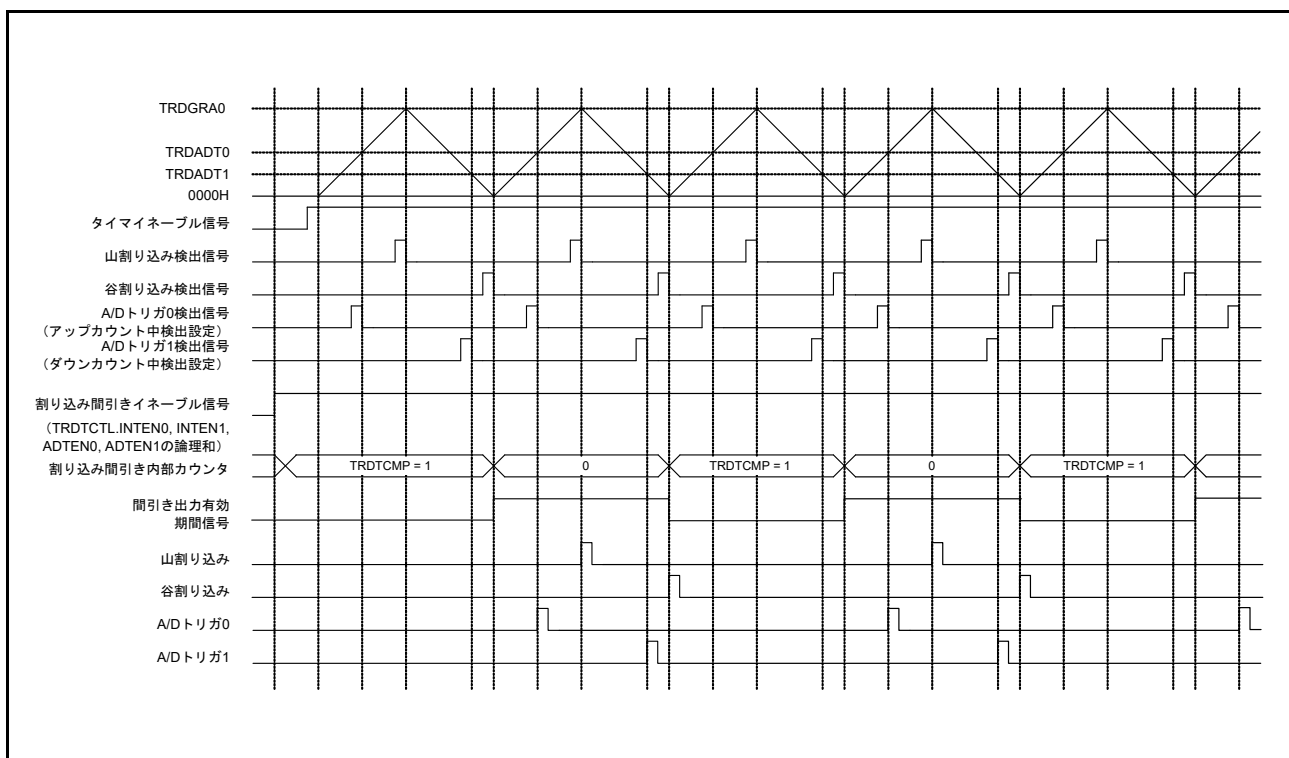 TRDGRA0
TRDADT0
TRDADT1
0000H
タイマイネーブル信号
山割り込み検出信号
谷割り込み検出信号
A/Dトリガ0検出信号
（アップカウント中検出設定）
A/Dトリガ1検出信号
（ダウンカウント中検出設定）
割り込み間引きイネーブル信号
（TRDTCTL.INTEN0, INTEN1,
ADTEN0, ADTEN1の論理和）
割り込み間引き内部カウンタ
TRDTCMP = 1
0
TRDTCMP = 1
0
TRDTCMP = 1
間引き出力有効
期間信号
山割り込み
谷割り込み
A/Dトリガ0
A/Dトリガ1